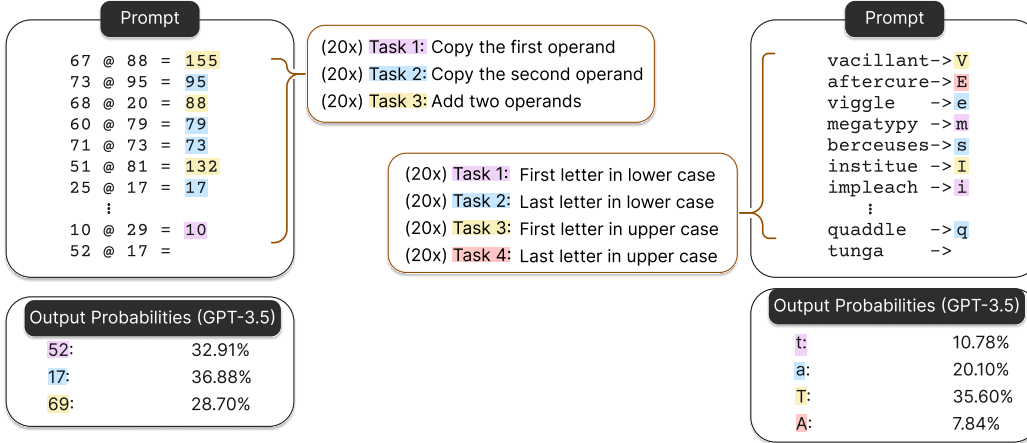 Prompt
67 @ 88 = 155
73 @ 95 = 95
68 @ 20 = 88
60 @ 79 = 79
71 @ 73 = 73
51 @ 81 = 132
25 @ 17 = 17
⋮
10 @ 29 = 10
52 @ 17 =
(20x) Task 1: Copy the first operand
(20x) Task 2: Copy the second operand
(20x) Task 3: Add two operands
Output Probabilities (GPT-3.5)
52: 32.91%
17: 36.88%
69: 28.70%
(20x) Task 1: First letter in lower case
(20x) Task 2: Last letter in lower case
(20x) Task 3: First letter in upper case
(20x) Task 4: Last letter in upper case
Prompt
vacillant->V
aftercure->E
viggle ->e
megatypy ->m
berceuses->s
institue ->I
impleach ->i
⋮
quaddle ->q
tunga ->
Output Probabilities (GPT-3.5)
t: 10.78%
a: 20.10%
T: 35.60%
A: 7.84%